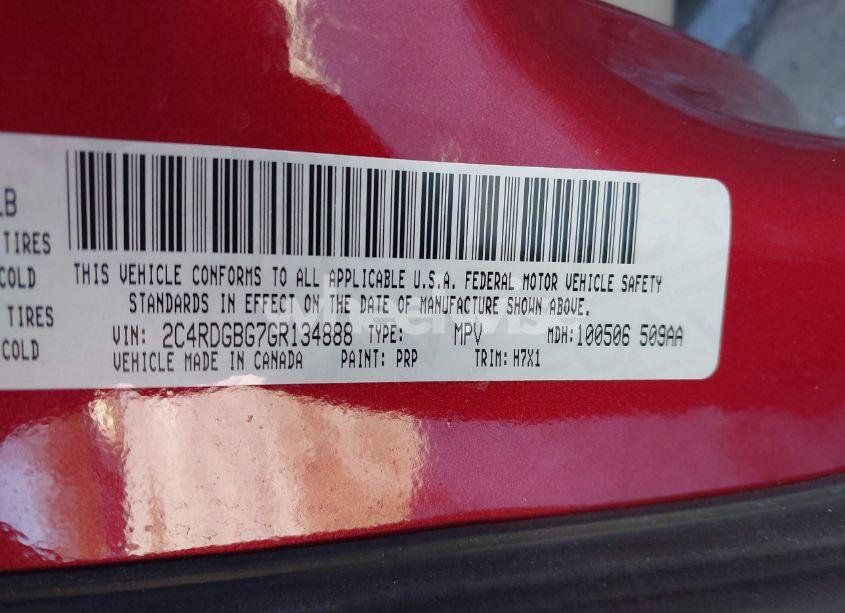 LB
TIRES
COLD
TIRES
COLD
THIS VEHICLE CONFORMS TO ALL APPLICABLE U.S.A. FEDERAL MOTOR VEHICLE SAFETY
STANDARDS IN EFFECT ON THE DATE OF MANUFACTURE SHOWN ABOVE.
VIN: 2C4RDGBG7GR134888 TYPE: MPV MDH:100506 509AA
VEHICLE MADE IN CANADA PAINT: PRP TRIM: H7X1